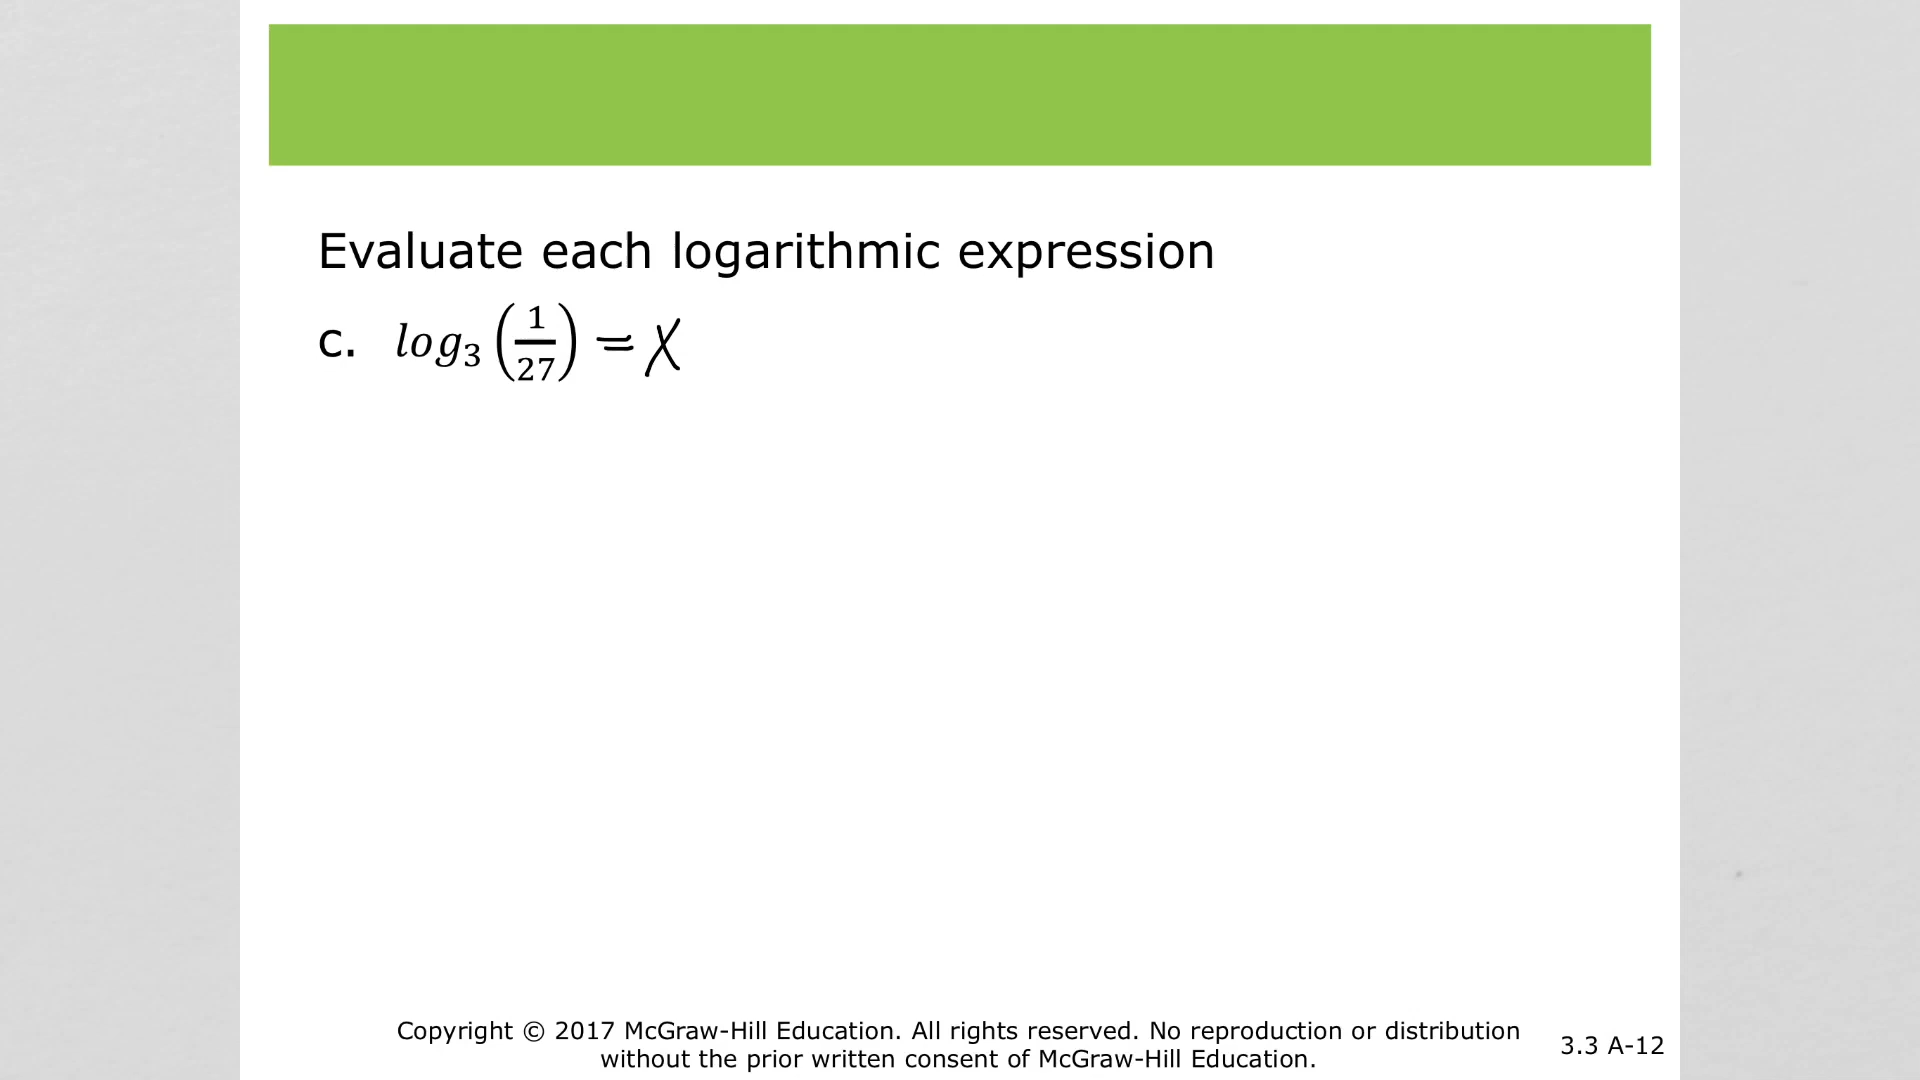 Evaluate each logarithmic expression
c. log₃ (1/27) = x
Copyright © 2017 McGraw-Hill Education. All rights reserved. No reproduction or distribution
without the prior written consent of McGraw-Hill Education.
3.3 A-12